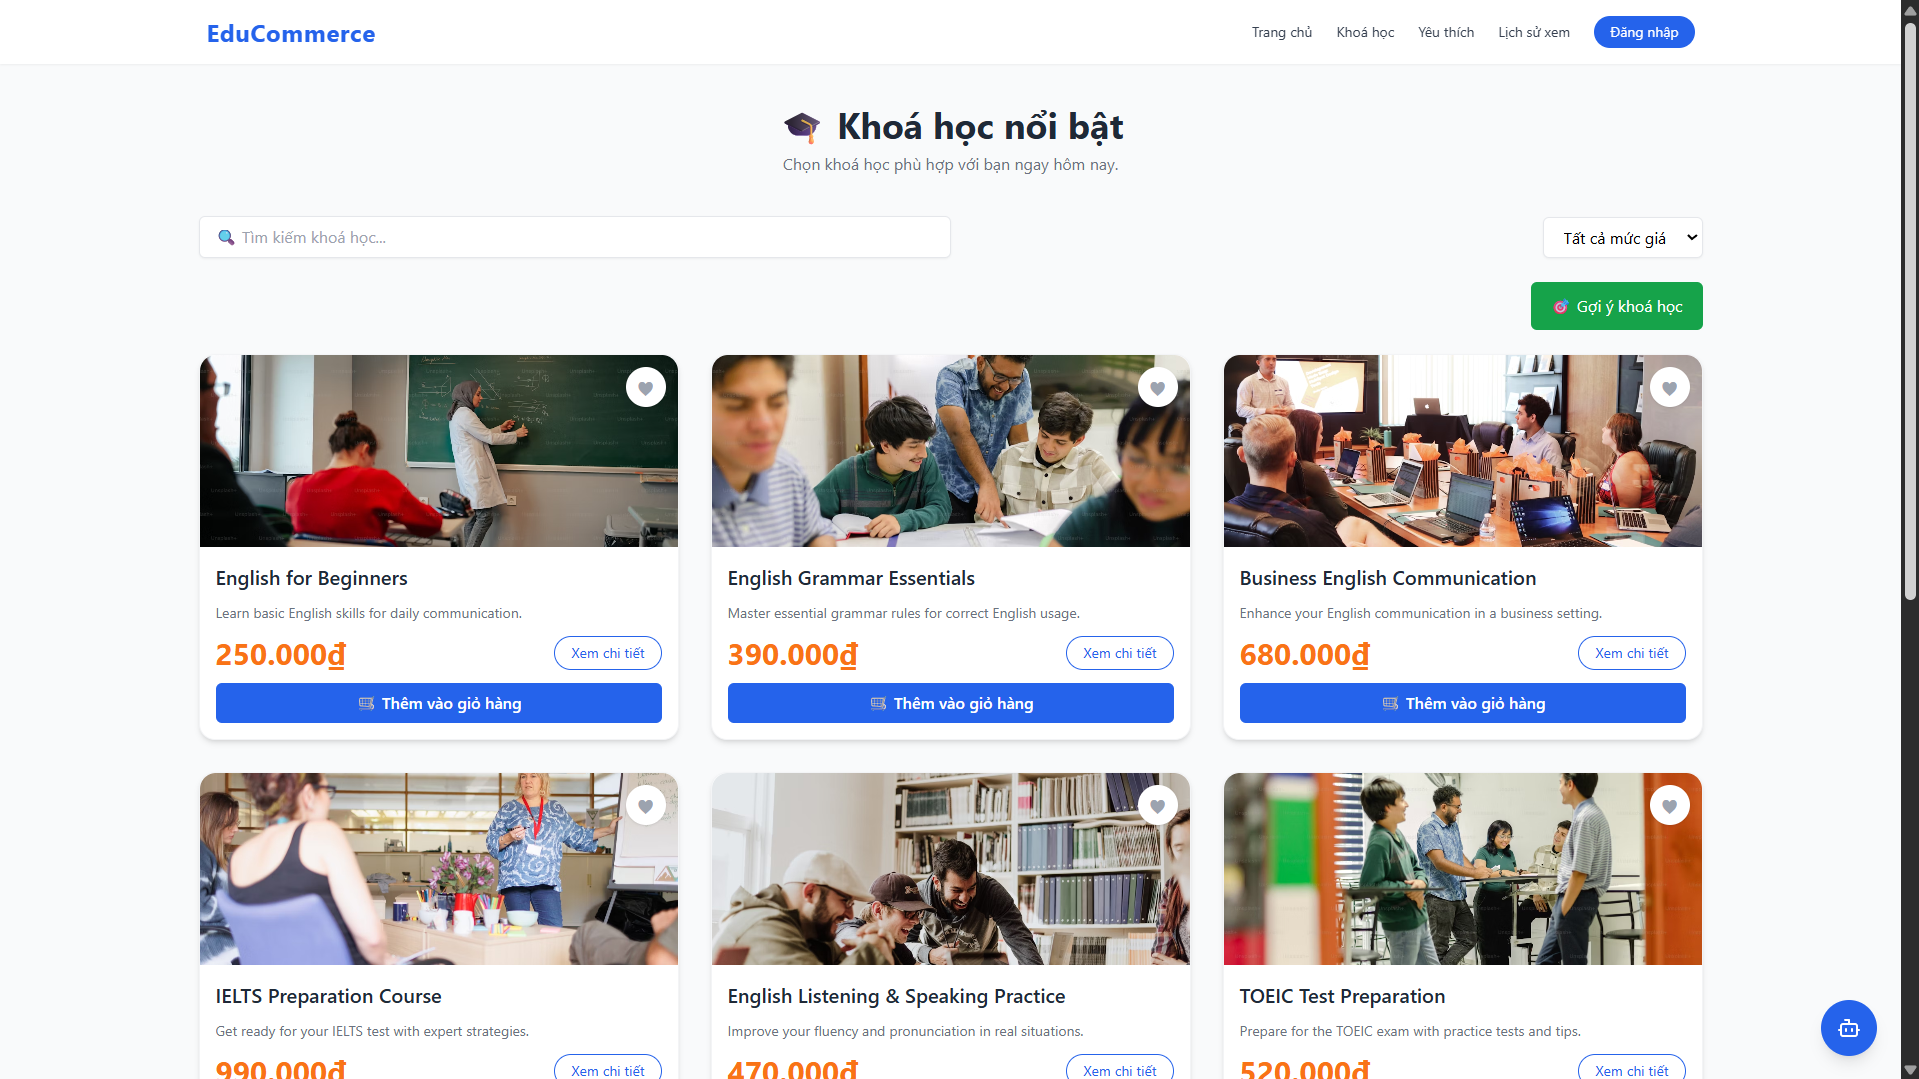 EduCommerce
Trang chủ
Khoá học
Yêu thích
Lịch sử xem
Đăng nhập
🎓 Khoá học nổi bật
Chọn khoá học phù hợp với bạn ngay hôm nay.
🔍 Tìm kiếm khoá học...
Tất cả mức giá
🎯 Gợi ý khoá học
English for Beginners
Learn basic English skills for daily communication.
250.000₫
Xem chi tiết
🛒 Thêm vào giỏ hàng
English Grammar Essentials
Master essential grammar rules for correct English usage.
390.000₫
Xem chi tiết
🛒 Thêm vào giỏ hàng
Business English Communication
Enhance your English communication in a business setting.
680.000₫
Xem chi tiết
🛒 Thêm vào giỏ hàng
IELTS Preparation Course
Get ready for your IELTS test with expert strategies.
990.000₫
Xem chi tiết
English Listening & Speaking Practice
Improve your fluency and pronunciation in real situations.
470.000₫
Xem chi tiết
TOEIC Test Preparation
Prepare for the TOEIC exam with practice tests and tips.
520.000₫
Xem chi tiết